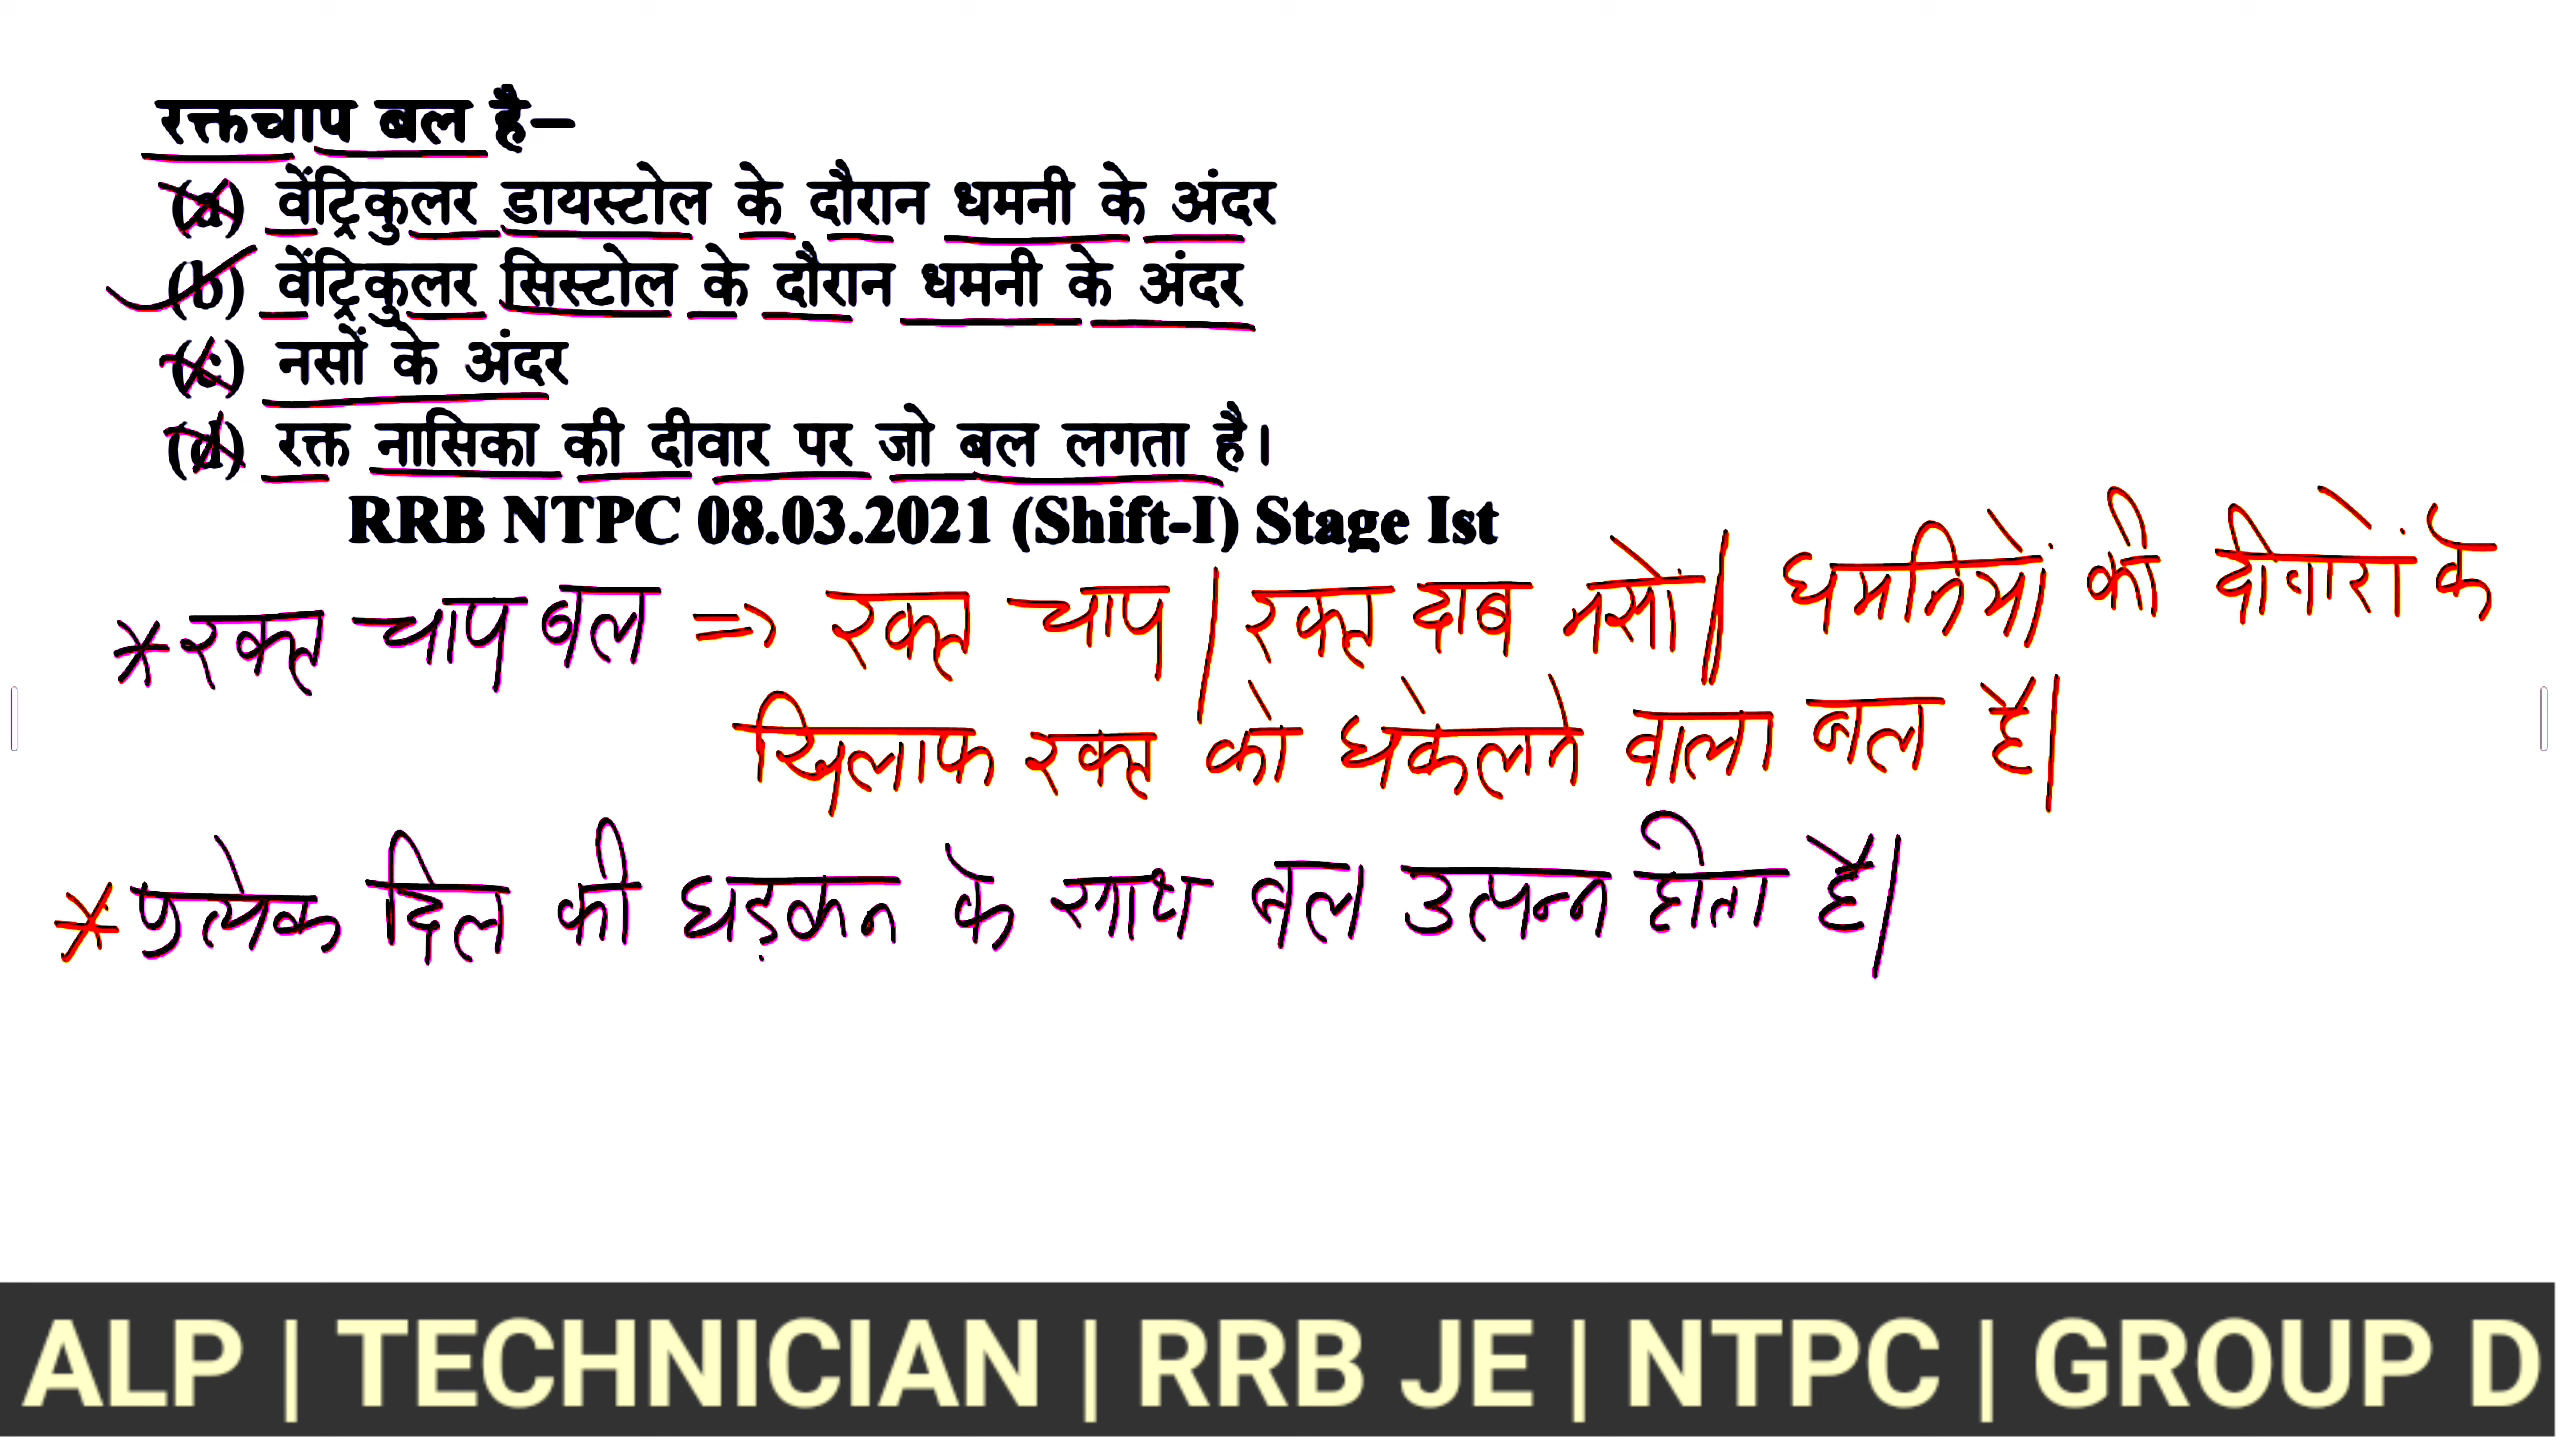 रक्तचाप बल है–
(a) वेंट्रिकुलर डायस्टोल के दौरान धमनी के अंदर
(b) वेंट्रिकुलर सिस्टोल के दौरान धमनी के अंदर
(c) नसों के अंदर
(d) रक्त नासिका की दीवार पर जो बल लगता है।
RRB NTPC 08.03.2021 (Shift-I) Stage Ist
*रक्त चाप बल => रक्त चाप | रक्त दाब नसों || धमनियों की दीवारों के
खिलाफ रक्त को धकेलने वाला बल है|
*प्रत्येक दिल की धड़कन के साथ बल उत्पन्न होता है|
ALP | TECHNICIAN | RRB JE | NTPC | GROUP D